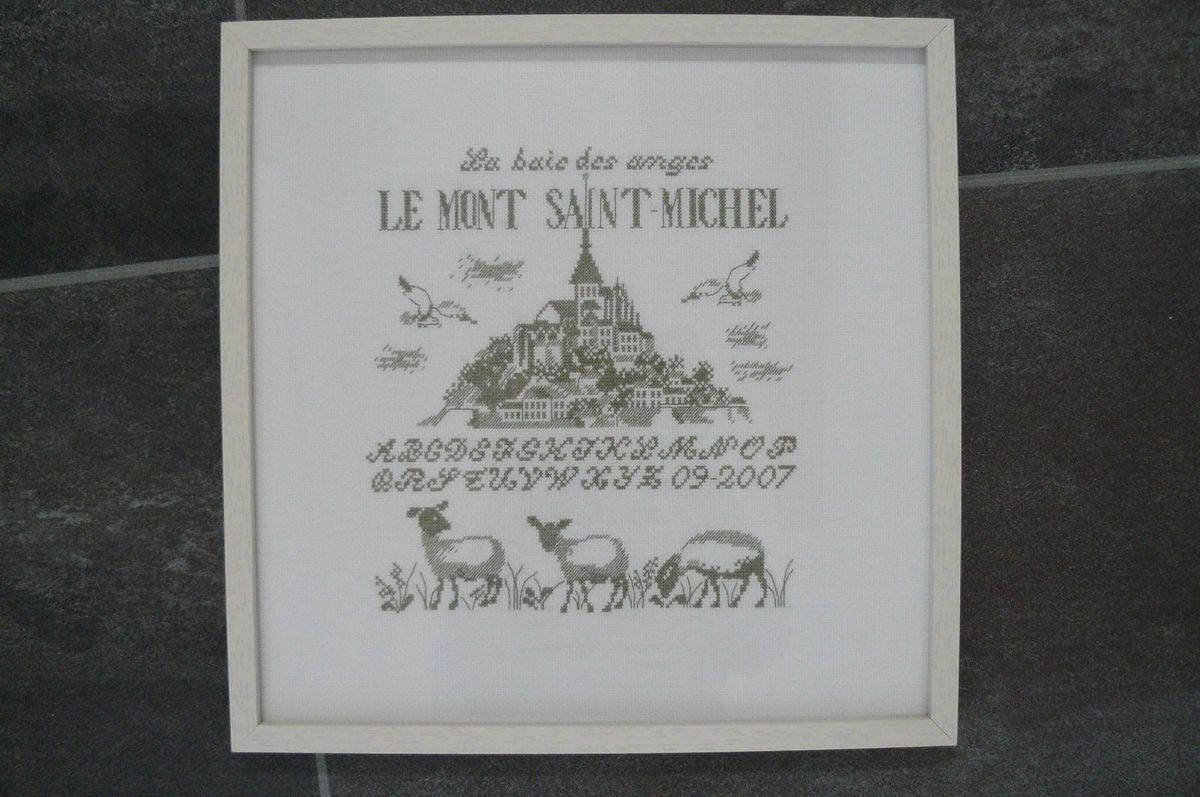 La baie des anges
LE MONT SAINT-MICHEL
ABCDEFGHIJKLMNOP
QRSTUVWXYZ 09-2007